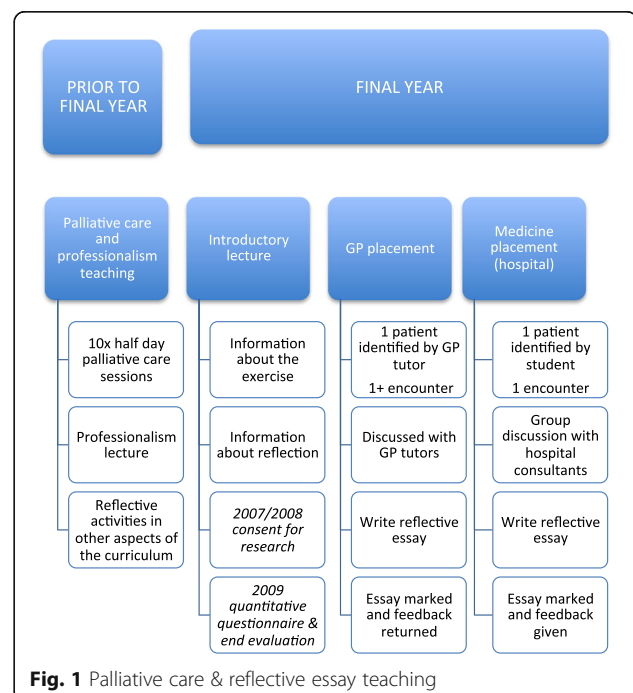 PRIOR TO
FINAL YEAR
FINAL YEAR
Palliative care
and
professionalism
teaching
10x half day
palliative care
sessions
Professionalism
lecture
Reflective
activities in
other aspects of
the curriculum
Introductory
lecture
Information
about the
exercise
Information
about reflection
2007/2008
consent for
research
2009
quantitative
questionnaire &
end evaluation
GP placement
1 patient
identified by GP
tutor
1+ encounter
Discussed with
GP tutors
Write reflective
essay
Essay marked
and feedback
returned
Medicine
placement
(hospital)
1 patient
identified by
student
1 encounter
Group
discussion with
hospital
consultants
Write reflective
essay
Essay marked
and feedback
given
Fig. 1 Palliative care & reflective essay teaching